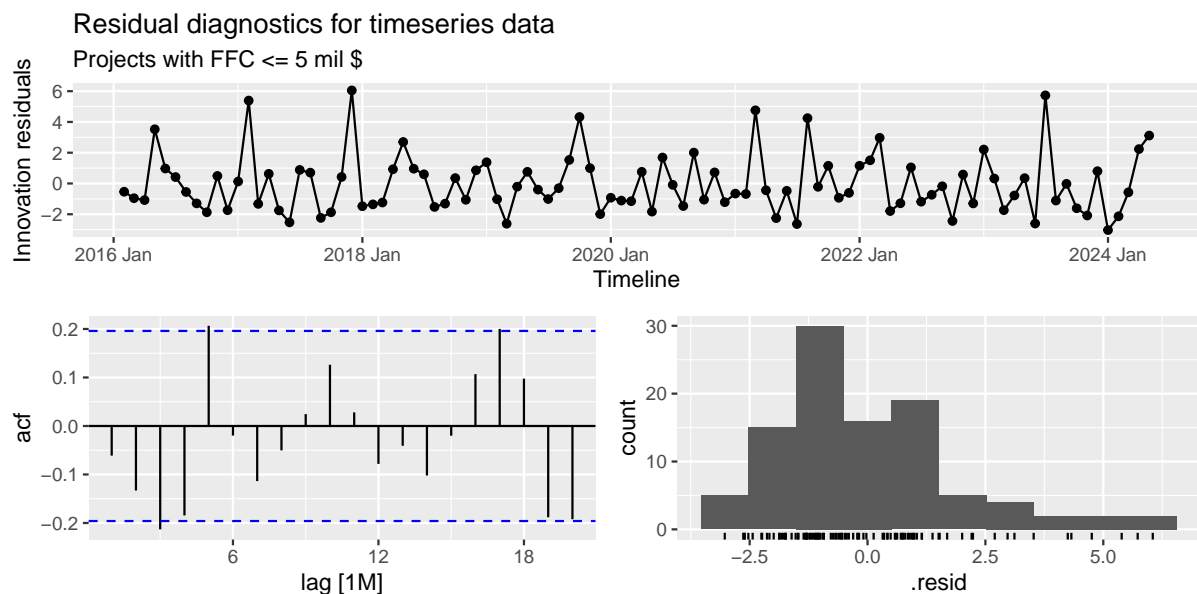 Residual diagnostics for timeseries data
Projects with FFC <= 5 mil $
Innovation residuals
6
4
2
0
−2
2016 Jan
2018 Jan
2020 Jan
2022 Jan
2024 Jan
Timeline
acf
0.2
0.1
0.0
−0.1
−0.2
6
12
18
lag [1M]
count
30
20
10
0
−2.5
0.0
2.5
5.0
.resid